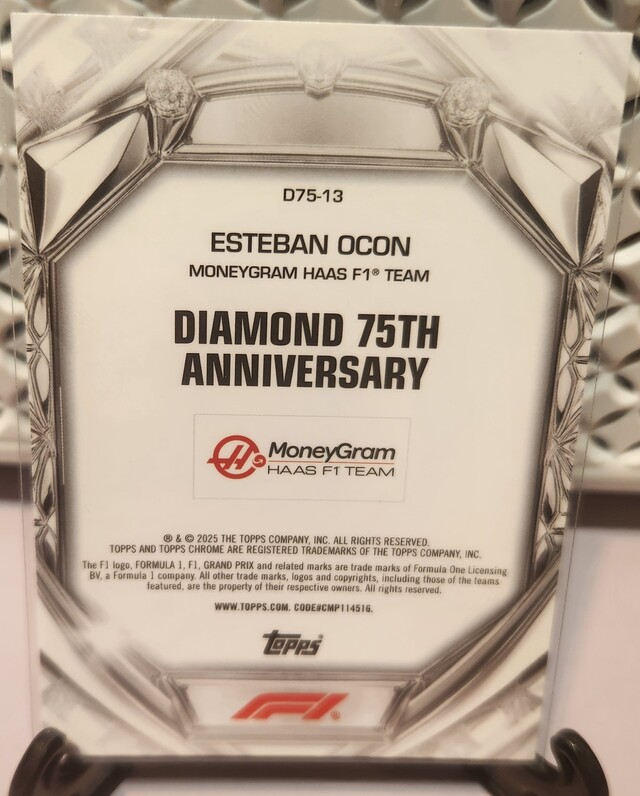 D75-13
ESTEBAN OCON
MONEYGRAM HAAS F1® TEAM
DIAMOND 75TH
ANNIVERSARY
MoneyGram
HAAS F1 TEAM
® & © 2025 THE TOPPS COMPANY, INC. ALL RIGHTS RESERVED.
TOPPS AND TOPPS CHROME ARE REGISTERED TRADEMARKS OF THE TOPPS COMPANY, INC.
The F1 logo, FORMULA 1, F1, GRAND PRIX and related marks are trade marks of Formula One Licensing
BV, a Formula 1 company. All other trade marks, logos and copyrights, including those of the teams
featured, are the property of their respective owners. All rights reserved.
WWW.TOPPS.COM. CODE#CMP114516.
topps
F1®